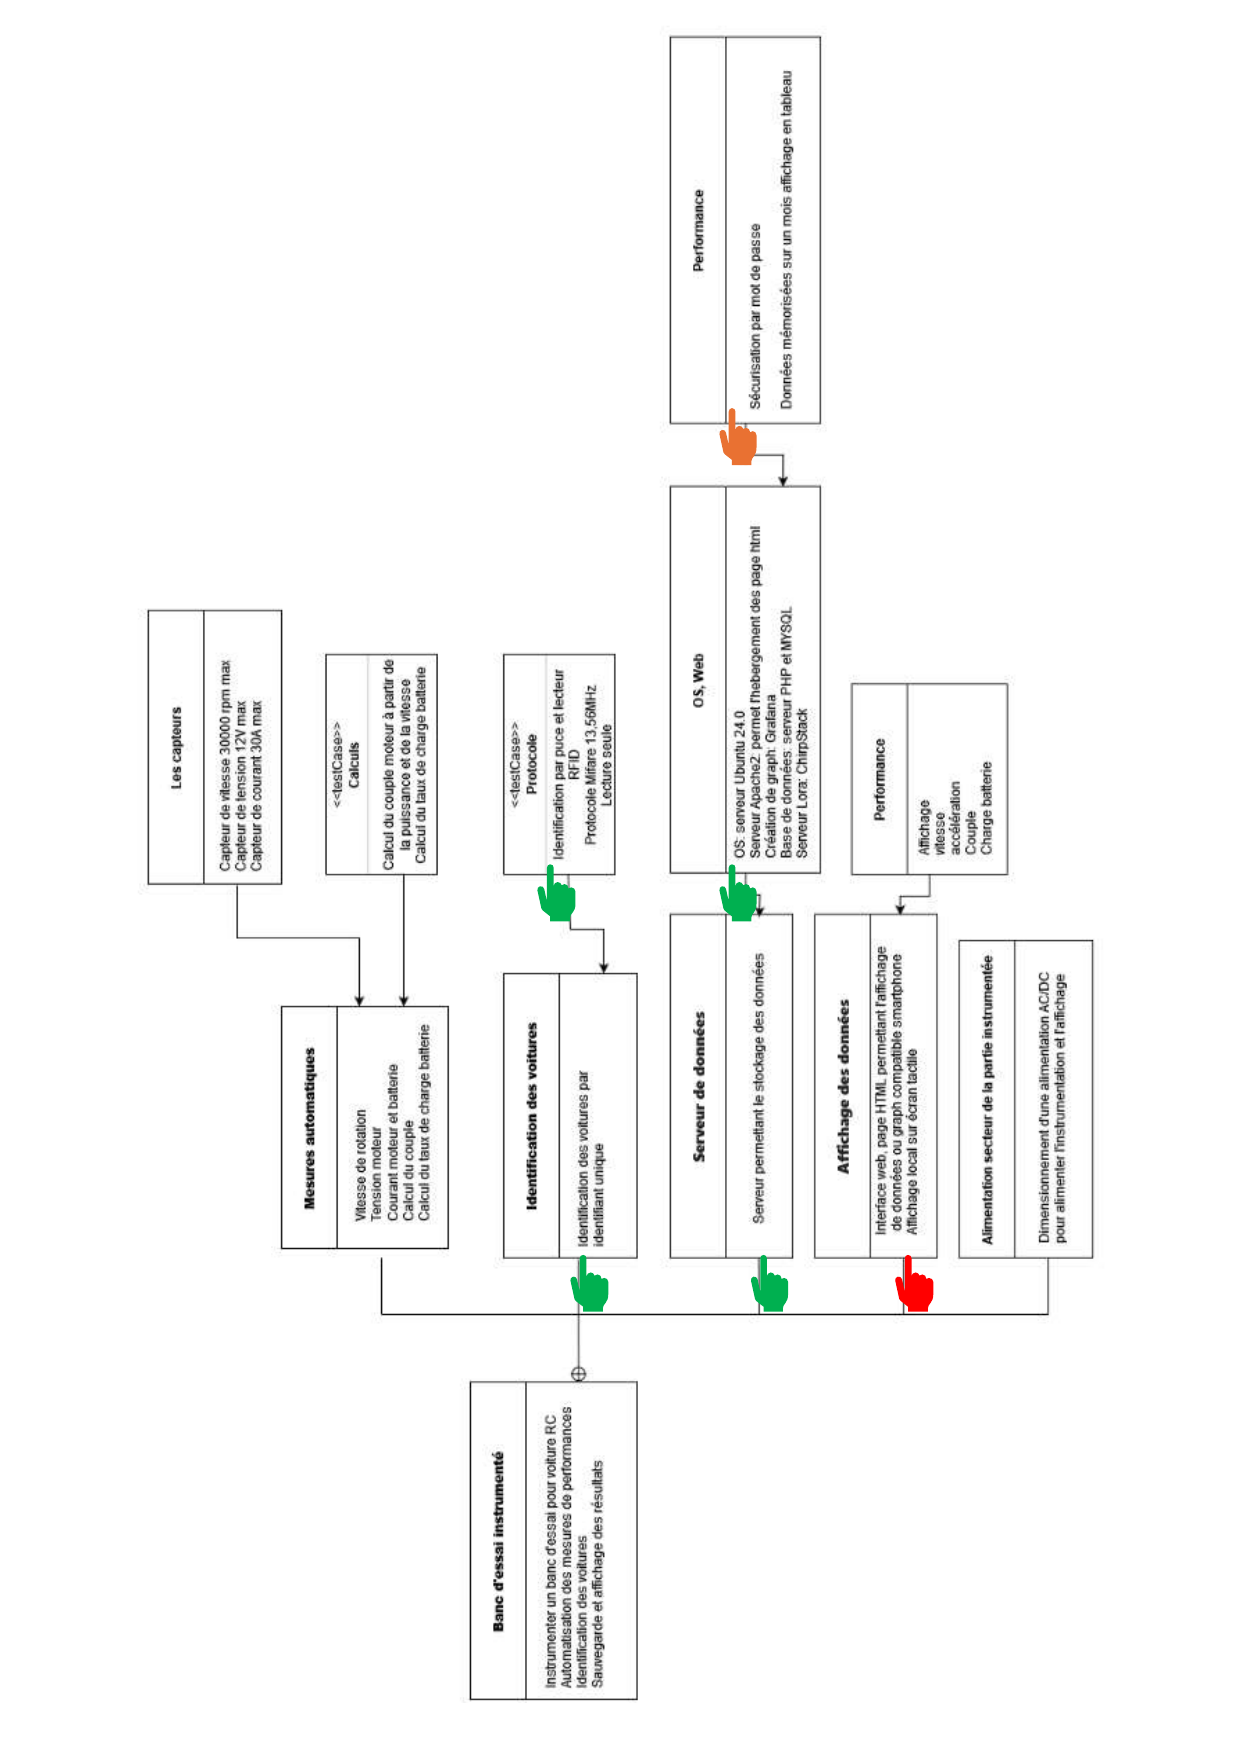 Banc d'essai instrumenté
Instrumenter un banc d'essai pour voiture RC
Automatisation des mesures de performances
Identification des voitures
Sauvegarde et affichage des résultats
Mesures automatiques
Vitesse de rotation
Tension moteur
Courant moteur et batterie
Calcul du couple
Calcul du taux de charge batterie
Les capteurs
Capteur de vitesse 30000 rpm max
Capteur de tension 12V max
Capteur de courant 30A max
<<testCase>>
Calculs
Calcul du couple moteur à partir de
la puissance et de la vitesse
Calcul du taux de charge batterie
Identification des voitures
Identification des voitures par
identifiant unique
<<testCase>>
Protocole
Identification par puce et lecteur
RFID
Protocole Mifare 13,56MHz
Lecture seule
Serveur de données
Serveur permettant le stockage des données
OS, Web
OS: serveur Ubuntu 24.0
Serveur Apache2: permet l'hebergement des page html
Création de graph: Grafana
Base de données: serveur PHP et MYSQL
Serveur Lora: ChirpStack
Performance
Sécurisation par mot de passe
Données mémorisées sur un mois affichage en tableau
Affichage des données
Interface web, page HTML permettant l'affichage
de données ou graph compatible smartphone
Affichage local sur écran tactile
Performance
Affichage
vitesse
accélération
Couple
Charge batterie
Alimentation secteur de la partie instrumentée
Dimensionnement d'une alimentation AC/DC
pour alimenter l'instrumentation et l'affichage